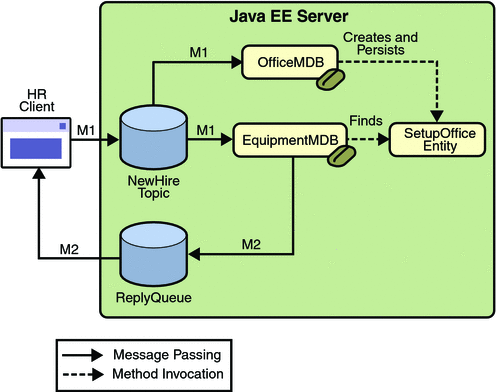 Java EE Server
Creates and
Persists
M1
OfficeMDB
HR
Client
M1
M1
Finds
EquipmentMDB
SetupOffice
Entity
NewHire
Topic
M2
M2
ReplyQueue
Message Passing
Method Invocation